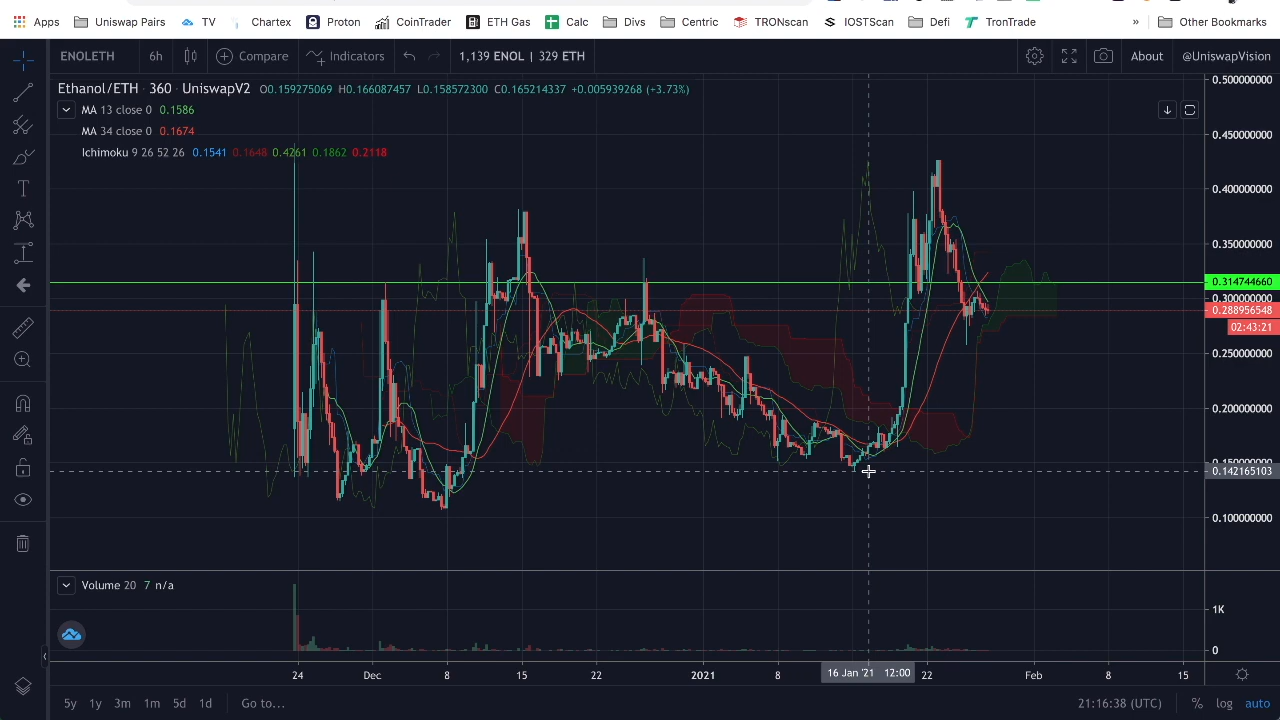 Apps Uniswap Pairs TV Chartex Proton CoinTrader ETH Gas Calc Divs Centric TRONscan IOSTScan Defi TronTrade » Other Bookmarks
ENOLETH 6h Compare Indicators 1,139 ENOL | 329 ETH About @UniswapVision
Ethanol/ETH · 360 · UniswapV2 O0.159275069 H0.166087457 L0.158572300 C0.165214337 +0.005939268 (+3.73%)
MA 13 close 0 0.1586
MA 34 close 0 0.1674
Ichimoku 9 26 52 26 0.1541 0.1648 0.4261 0.1862 0.2118
0.500000000
0.450000000
0.400000000
0.350000000
0.314744660
0.300000000
0.288956548
02:43:21
0.250000000
0.200000000
0.150000000
0.142165103
0.100000000
Volume 20 7 n/a
1K
0
24 Dec 8 15 22 2021 8 16 Jan '21 12:00 22 Feb 8 15
5y 1y 3m 1m 5d 1d Go to... 21:16:38 (UTC) % log auto